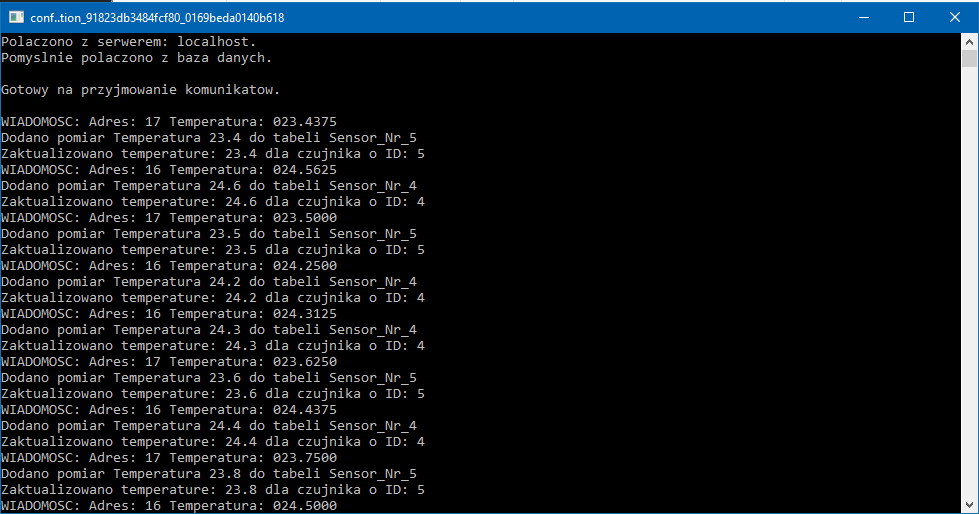 conf..tion_91823db3484fcf80_0169beda0140b618
Polaczono z serwerem: localhost.
Pomyslnie polaczono z baza danych.
Gotowy na przyjmowanie komunikatow.
WIADOMOSC: Adres: 17 Temperatura: 023.4375
Dodano pomiar Temperatura 23.4 do tabeli Sensor_Nr_5
Zaktualizowano temperature: 23.4 dla czujnika o ID: 5
WIADOMOSC: Adres: 16 Temperatura: 024.5625
Dodano pomiar Temperatura 24.6 do tabeli Sensor_Nr_4
Zaktualizowano temperature: 24.6 dla czujnika o ID: 4
WIADOMOSC: Adres: 17 Temperatura: 023.5000
Dodano pomiar Temperatura 23.5 do tabeli Sensor_Nr_5
Zaktualizowano temperature: 23.5 dla czujnika o ID: 5
WIADOMOSC: Adres: 16 Temperatura: 024.2500
Dodano pomiar Temperatura 24.2 do tabeli Sensor_Nr_4
Zaktualizowano temperature: 24.2 dla czujnika o ID: 4
WIADOMOSC: Adres: 16 Temperatura: 024.3125
Dodano pomiar Temperatura 24.3 do tabeli Sensor_Nr_4
Zaktualizowano temperature: 24.3 dla czujnika o ID: 4
WIADOMOSC: Adres: 17 Temperatura: 023.6250
Dodano pomiar Temperatura 23.6 do tabeli Sensor_Nr_5
Zaktualizowano temperature: 23.6 dla czujnika o ID: 5
WIADOMOSC: Adres: 16 Temperatura: 024.4375
Dodano pomiar Temperatura 24.4 do tabeli Sensor_Nr_4
Zaktualizowano temperature: 24.4 dla czujnika o ID: 4
WIADOMOSC: Adres: 17 Temperatura: 023.7500
Dodano pomiar Temperatura 23.8 do tabeli Sensor_Nr_5
Zaktualizowano temperature: 23.8 dla czujnika o ID: 5
WIADOMOSC: Adres: 16 Temperatura: 024.5000